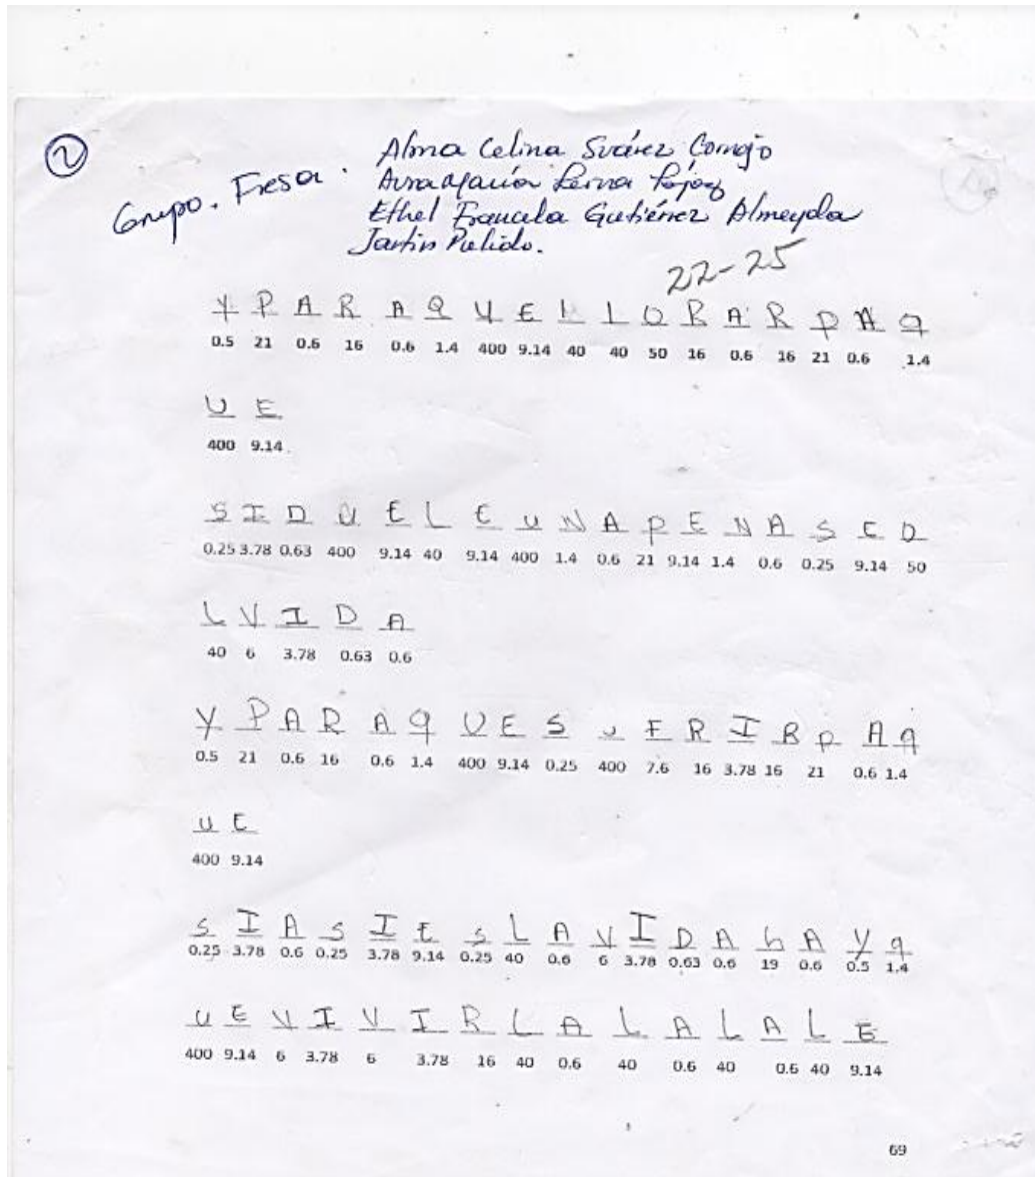 2
Grupo. Fresa.
Alma Celina Suárez Cornejo
Ethel Gutiérrez Almeyda
22-25
Y P A R A Q U E L L O R A R P A q
0.5 21 0.6 16 0.6 1.4 400 9.14 40 40 50 16 0.6 16 21 0.6 1.4
U E
400 9.14
S I D U E L E U N A P E N A S E O
0.25 3.78 0.63 400 9.14 40 9.14 400 1.4 0.6 21 9.14 1.4 0.6 0.25 9.14 50
L V I D A
40 6 3.78 0.63 0.6
Y P A R A q U E S u F R I R p A q
0.5 21 0.6 16 0.6 1.4 400 9.14 0.25 400 7.6 16 3.78 16 21 0.6 1.4
u E
400 9.14
S I A S I E S L A V I D A h A Y q
0.25 3.78 0.6 0.25 3.78 9.14 0.25 40 0.6 6 3.78 0.63 0.6 19 0.6 0.5 1.4
u E V I V I R L A L A L A L E
400 9.14 6 3.78 6 3.78 16 40 0.6 40 0.6 40 0.6 40 9.14
69